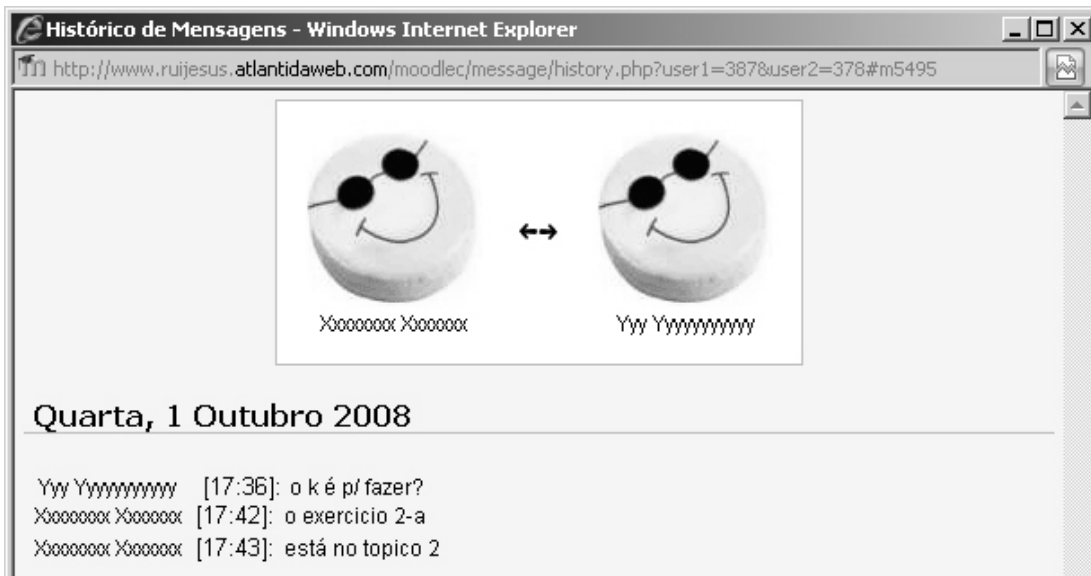 Histórico de Mensagens - Windows Internet Explorer
http://www.ruijesus.atlantidaweb.com/moodlec/message/history.php?user1=387&user2=378#m5495
Xxxxxxxx Xxxxxxx Yyy Yyyyyyyyyy
Quarta, 1 Outubro 2008
Yyy Yyyyyyyyyy [17:36]: o k é p/ fazer?
Xxxxxxxx Xxxxxxx [17:42]: o exercicio 2-a
Xxxxxxxx Xxxxxxx [17:43]: está no topico 2